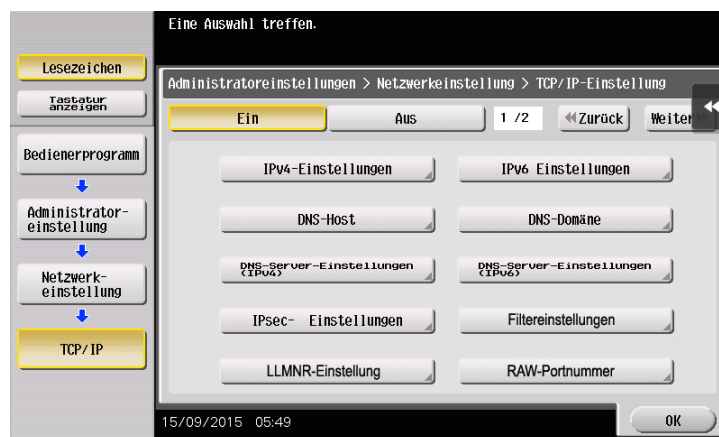 Eine Auswahl treffen.
Lesezeichen
Tastatur
anzeigen
Administratoreinstellungen > Netzwerkeinstellung > TCP/IP-Einstellung
Ein
Aus
1 /2
Zurück
Weiter
Bedienerprogramm
Administrator-
einstellung
Netzwerk-
einstellung
TCP/IP
IPv4-Einstellungen
IPv6 Einstellungen
DNS-Host
DNS-Domäne
DNS-Server-Einstellungen
(IPv4)
DNS-Server-Einstellungen
(IPv6)
IPsec- Einstellungen
Filtereinstellungen
LLMNR-Einstellung
RAW-Portnummer
15/09/2015 05:49
OK